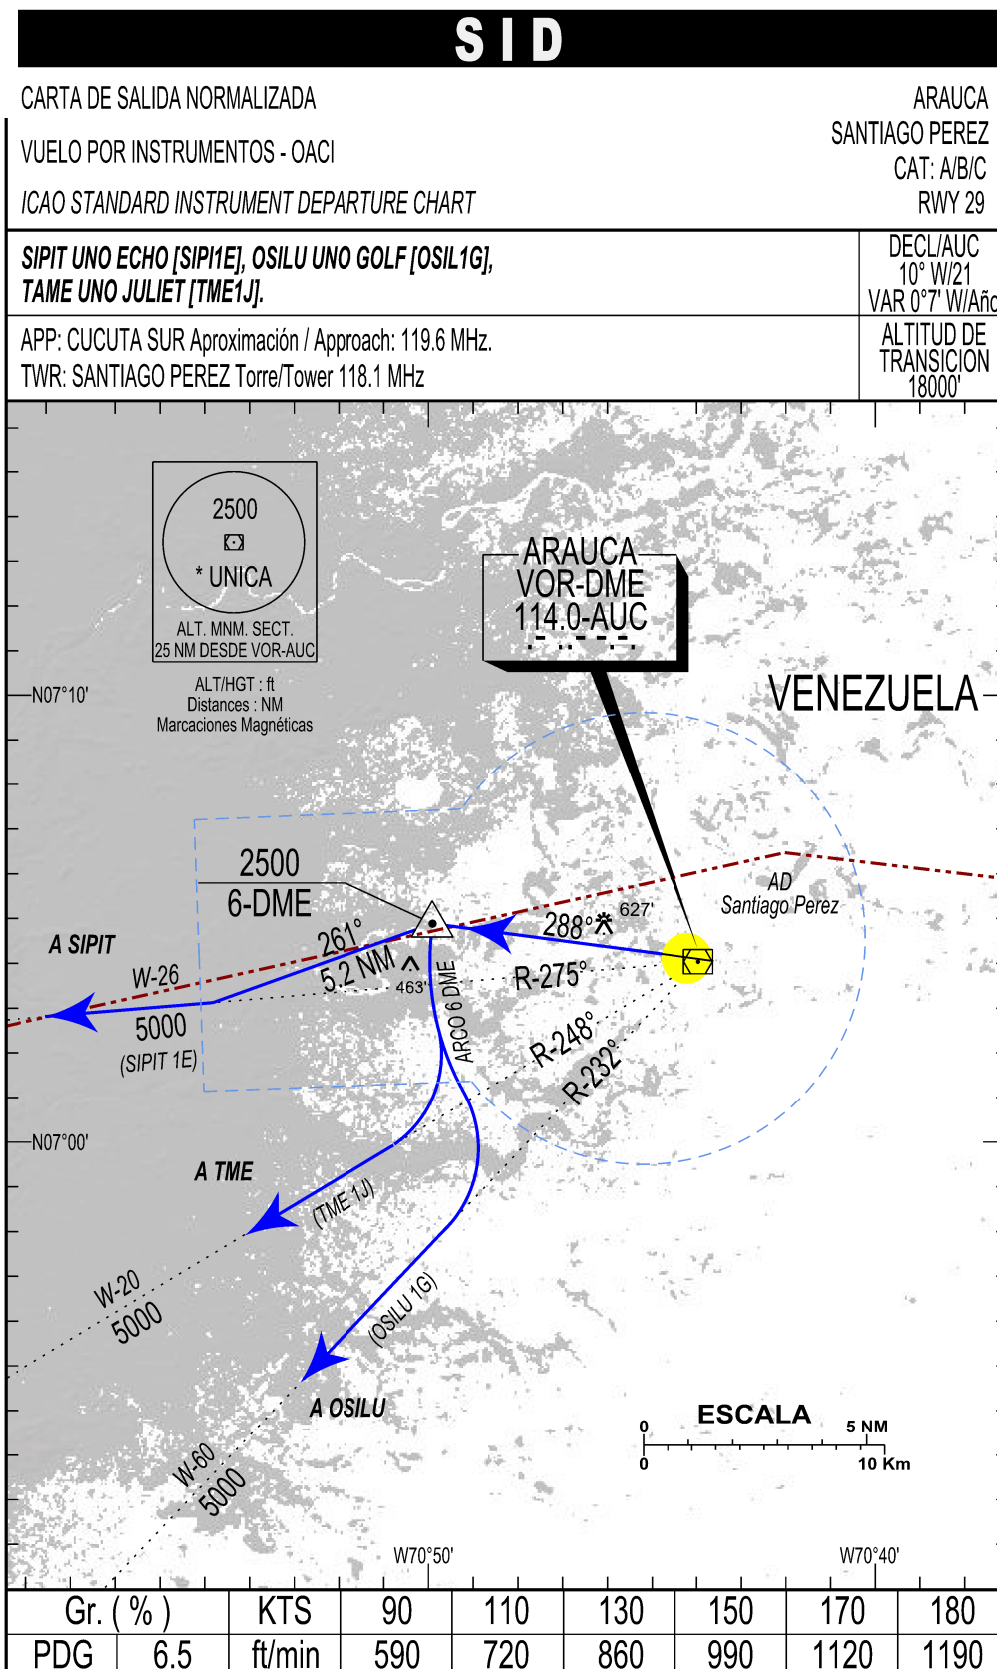 SID
CARTA DE SALIDA NORMALIZADA
VUELO POR INSTRUMENTOS - OACI
ICAO STANDARD INSTRUMENT DEPARTURE CHART
ARAUCA
SANTIAGO PEREZ
CAT: A/B/C
RWY 29
SIPIT UNO ECHO [SIPI1E], OSILU UNO GOLF [OSIL1G],
TAME UNO JULIET [TME1J].
DECL/AUC
10° W/21
VAR 0°7' W/Año
APP: CUCUTA SUR Aproximación / Approach: 119.6 MHz.
TWR: SANTIAGO PEREZ Torre/Tower 118.1 MHz
ALTITUD DE
TRANSICION
18000'
2500
* UNICA
ALT. MNM. SECT.
25 NM DESDE VOR-AUC
ALT/HGT : ft
Distances : NM
Marcaciones Magnéticas
ARAUCA
VOR-DME
114.0-AUC
N07°10'
VENEZUELA
2500
6-DME
AD
Santiago Perez
627'
288°
A SIPIT
261°
5.2 NM
463'
W-26
R-275°
5000
(SIPIT 1E)
ARCO 6 DME
R-248°
R-232°
N07°00'
A TME
(TME 1J)
W-20
5000
(OSILU 1G)
A OSILU
W-60
5000
ESCALA
0 5 NM
0 10 Km
W70°50'
W70°40'
Gr. ( % ) KTS 90 110 130 150 170 180
PDG 6.5 ft/min 590 720 860 990 1120 1190